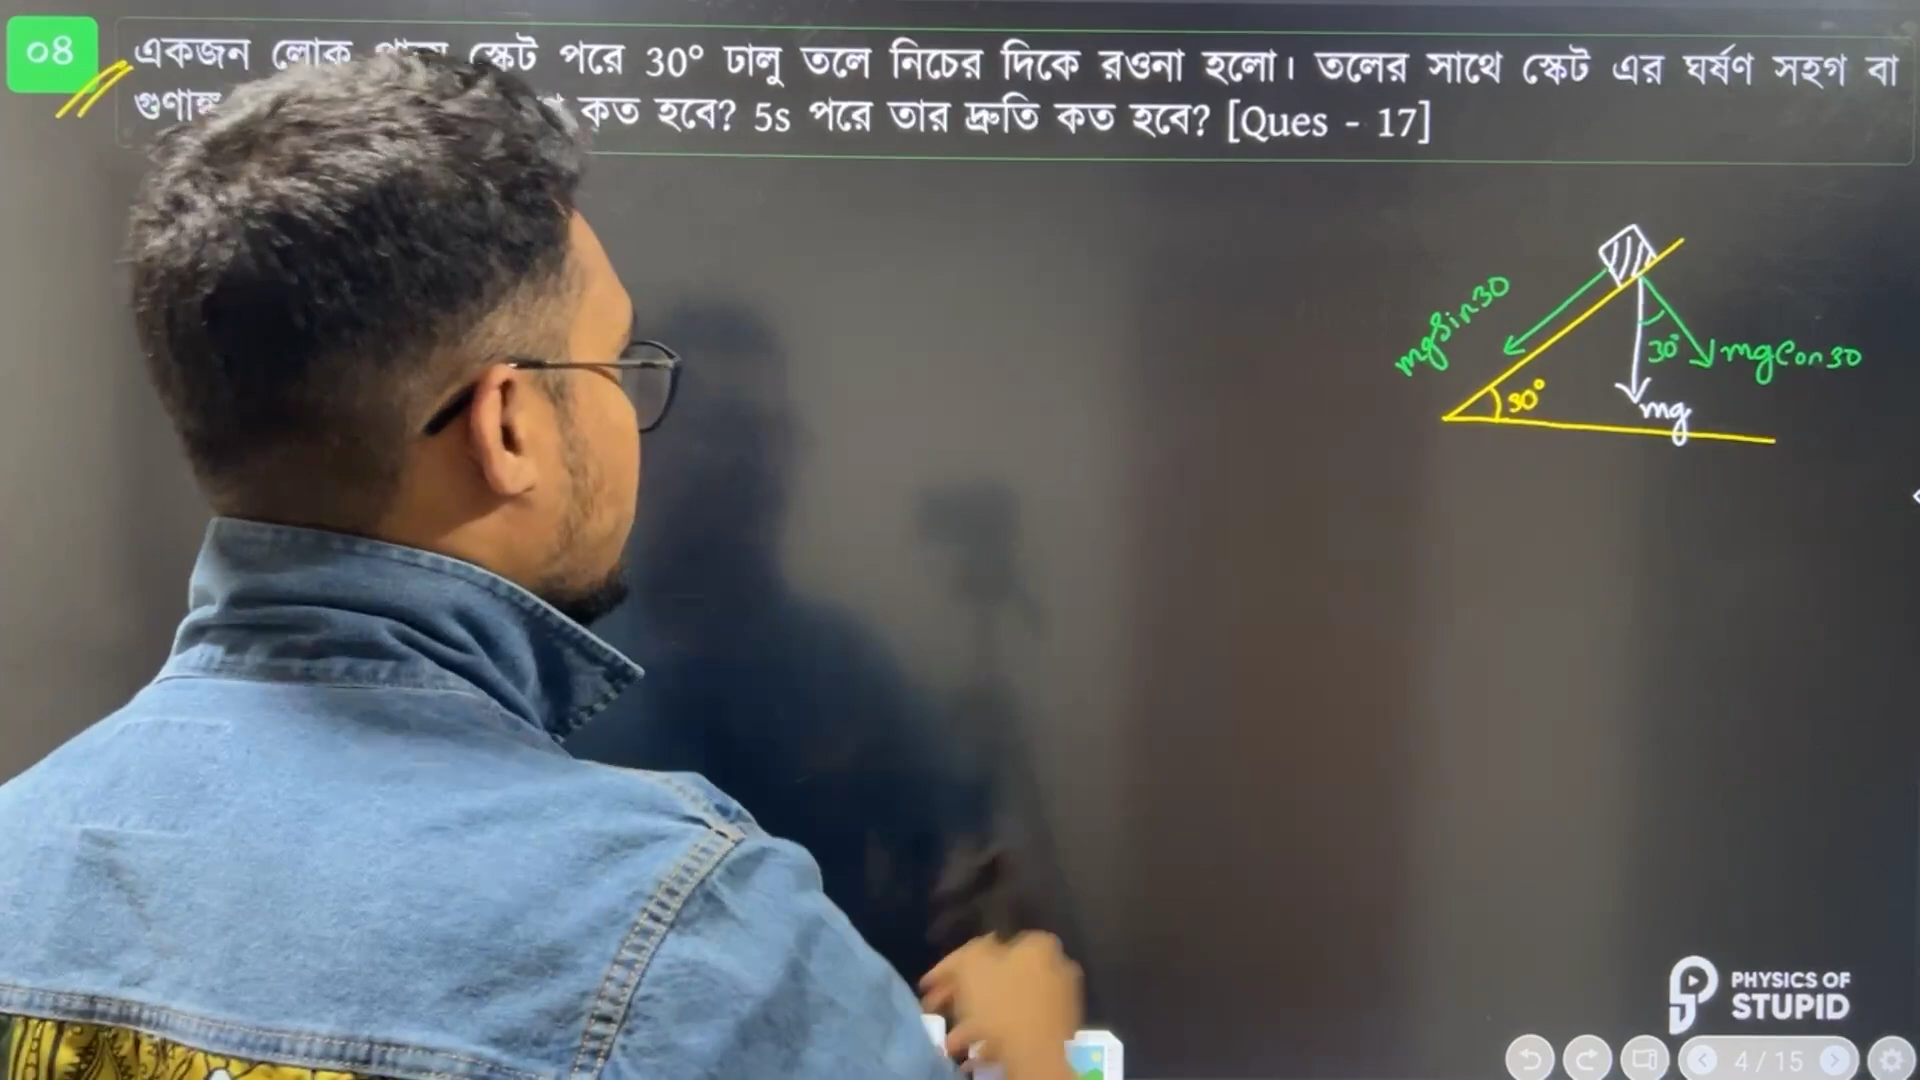 ০৪
একজন লোক স্কেট পরে 30° ঢালু তলে নিচের দিকে রওনা হলো। তলের সাথে স্কেট এর ঘর্ষণ সহগ বা
গুণাঙ্ক কত হবে? 5s পরে তার দ্রুতি কত হবে? [Ques - 17]
mgSin30
30°
mgCos30
30°
mg
PHYSICS OF
STUPID
4 / 15